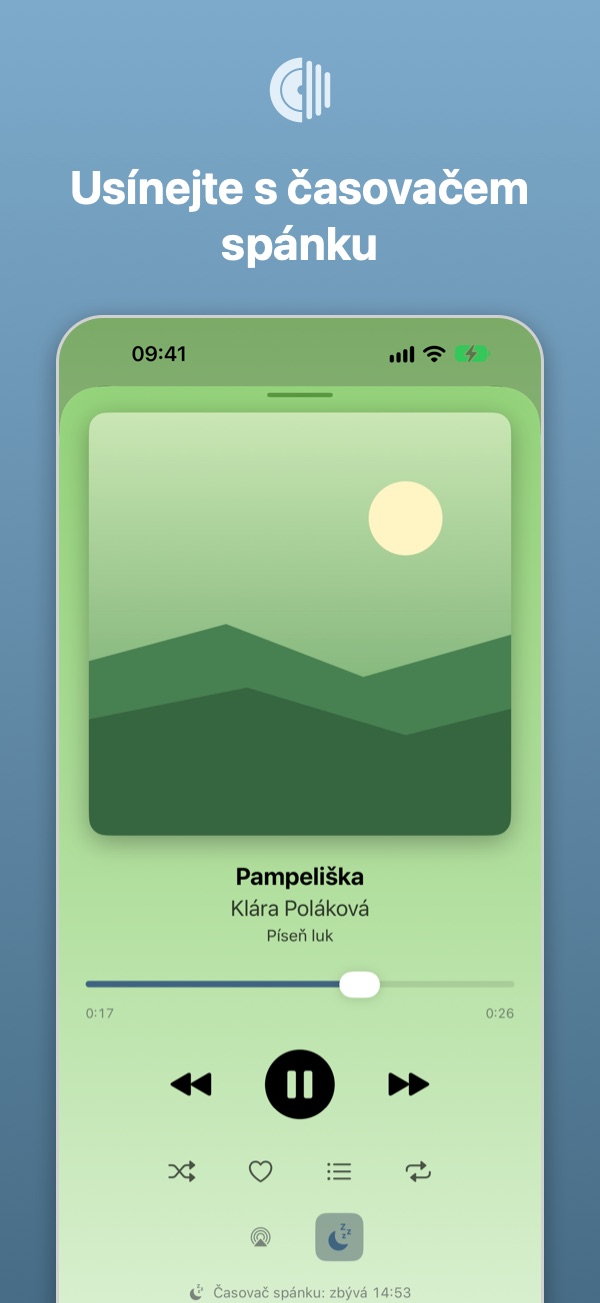 Usínejte s časovačem
spánku
09:41
Pampeliška
Klára Poláková
Píseň luk
0:17
0:26
Časovač spánku: zbývá 14:53